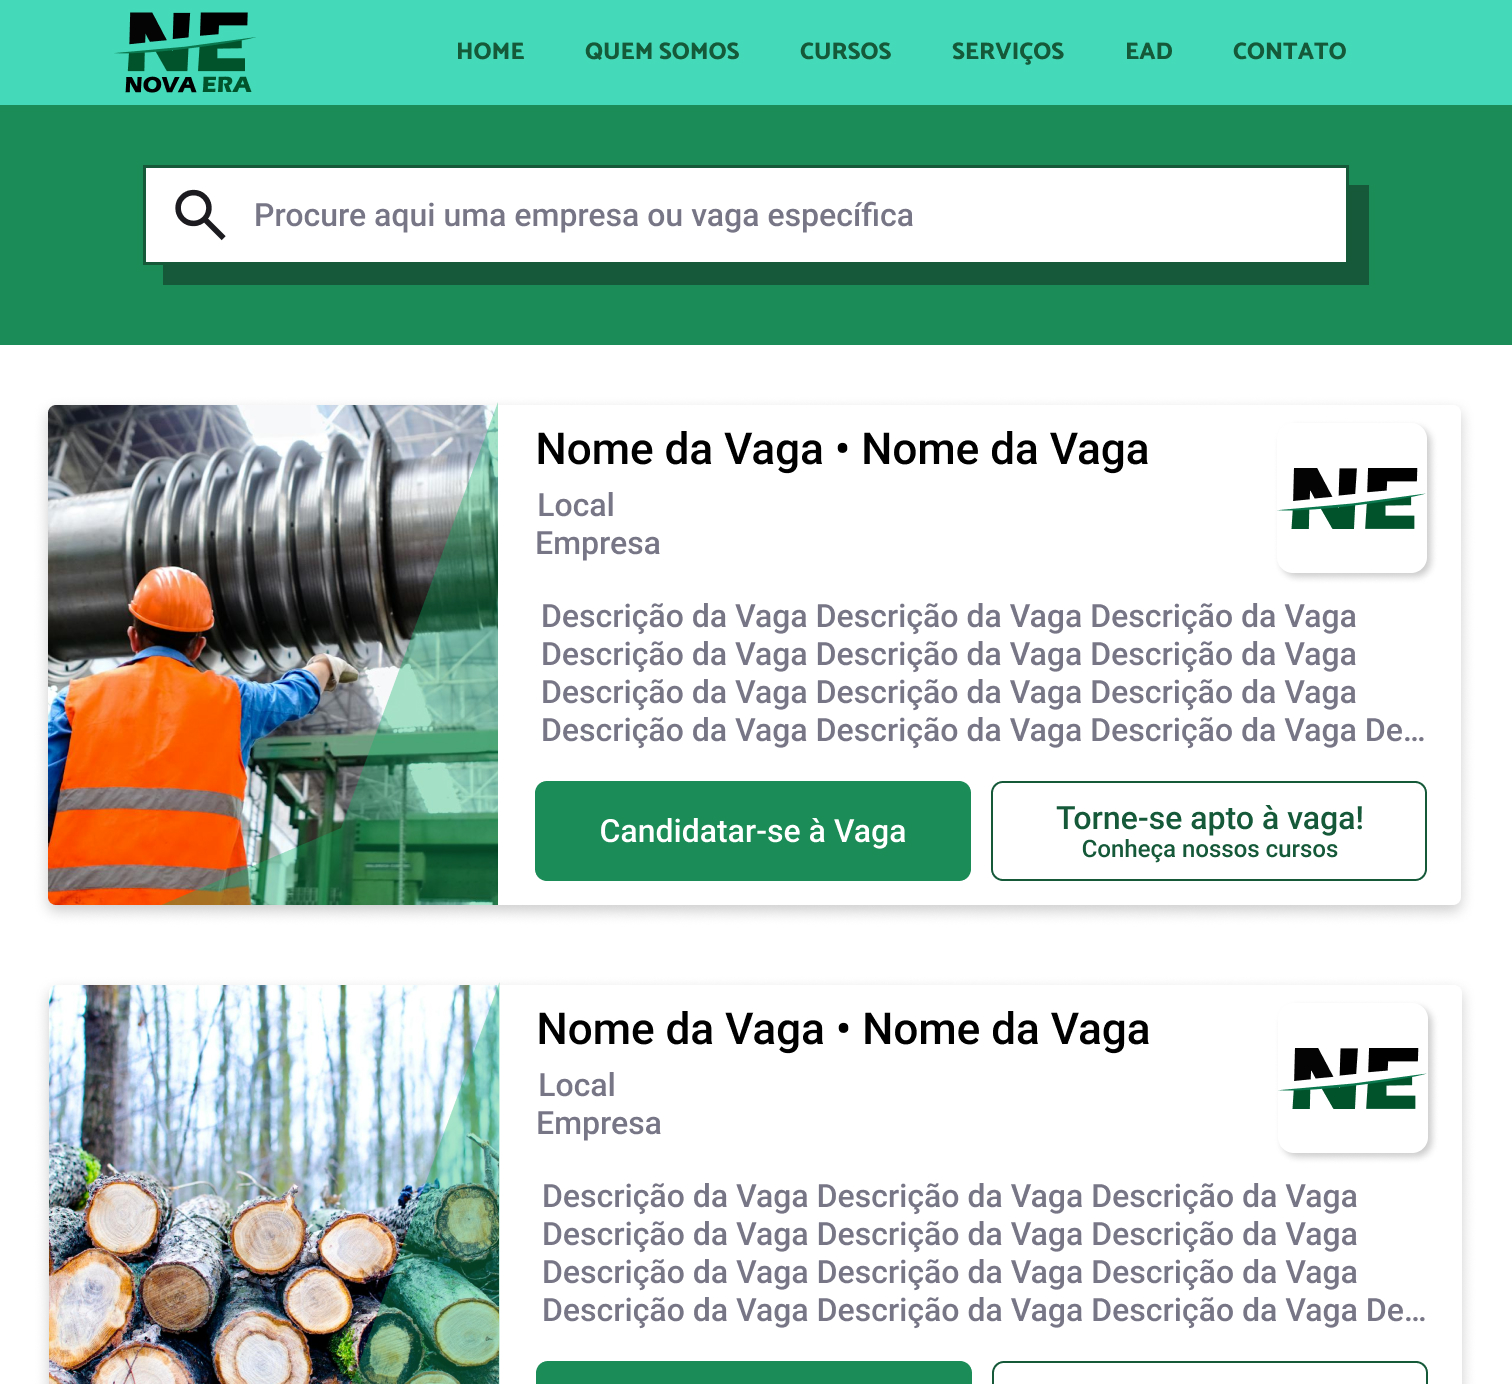 NE
NOVA ERA
HOME QUEM SOMOS CURSOS SERVIÇOS EAD CONTATO
Procure aqui uma empresa ou vaga específica
Nome da Vaga • Nome da Vaga
NE
Local
Empresa
Descrição da Vaga Descrição da Vaga Descrição da Vaga
Descrição da Vaga Descrição da Vaga Descrição da Vaga
Descrição da Vaga Descrição da Vaga Descrição da Vaga
Descrição da Vaga Descrição da Vaga Descrição da Vaga De...
Candidatar-se à Vaga
Torne-se apto à vaga!
Conheça nossos cursos
Nome da Vaga • Nome da Vaga
NE
Local
Empresa
Descrição da Vaga Descrição da Vaga Descrição da Vaga
Descrição da Vaga Descrição da Vaga Descrição da Vaga
Descrição da Vaga Descrição da Vaga Descrição da Vaga
Descrição da Vaga Descrição da Vaga Descrição da Vaga De...